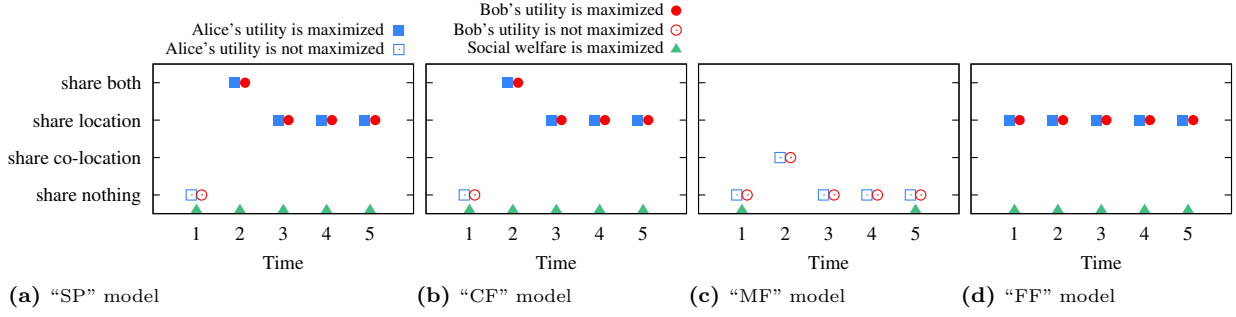 Alice's utility is maximized
Alice's utility is not maximized
Bob's utility is maximized
Bob's utility is not maximized
Social welfare is maximized
share both
share location
share co-location
share nothing
1 2 3 4 5
Time
1 2 3 4 5
Time
1 2 3 4 5
Time
1 2 3 4 5
Time
(a) “SP” model
(b) “CF” model
(c) “MF” model
(d) “FF” model